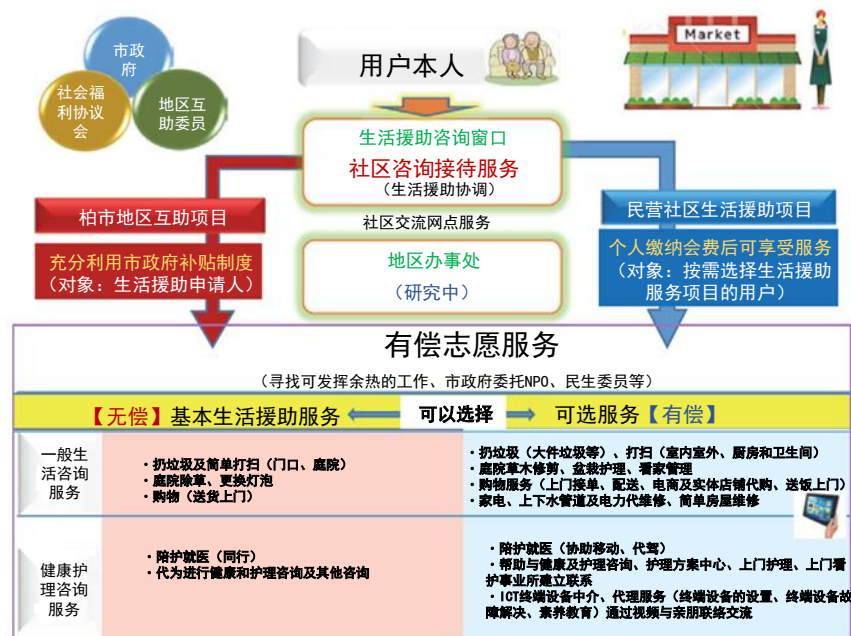 市政
府
社会福
利协议
会
地区互
助委员
用户本人
Market
生活援助咨询窗口
社区咨询接待服务
(生活援助协调)
柏市地区互助项目
充分利用市政府补贴制度
(对象:生活援助申请人)
社区交流网点服务
地区办事处
(研究中)
民营社区生活援助项目
个人缴纳会费后可享受服务
(对象:按需选择生活援助
服务项目的用户)
有偿志愿服务
(寻找可发挥余热的工作、市政府委托NPO、民生委员等)
【无偿】基本生活援助服务
可以选择
可选服务【有偿】
一般生
活咨询
服务
·扔垃圾及简单打扫(门口、庭院)
·庭院除草、更换灯泡
·购物(送货上门)
·扔垃圾(大件垃圾等)、打扫(室内室外、厨房和卫生间)
·庭院草木修剪、盆栽护理、看家管理
·购物服务(上门接单、配送、电商及实体店铺代购、送饭上门)
·家电、上下水管道及电力代维修、简单房屋维修
健康护
理咨询
服务
·陪护就医(同行)
·代为进行健康和护理咨询及其他咨询
·陪护就医(协助移动、代驾)
·帮助与健康及护理咨询、护理方案中心、上门护理、上门看
护事业所建立联系
·ICT终端设备中介、代理服务(终端设备的设置、终端设备故
障解决、素养教育)通过视频与亲朋联络交流